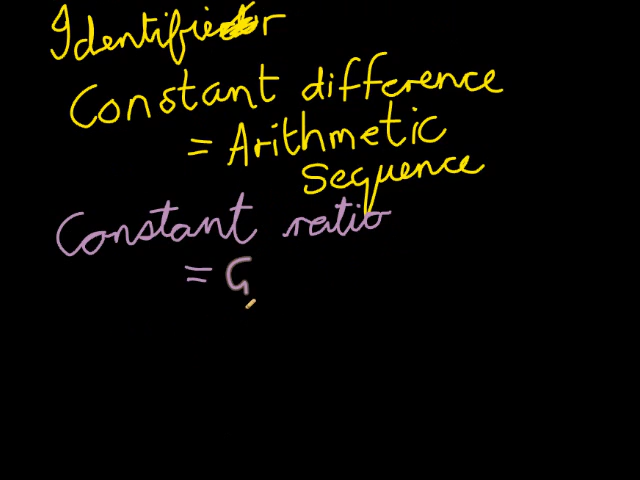 Identifier
Constant difference
= Arithmetic
Sequence
Constant ratio
= G